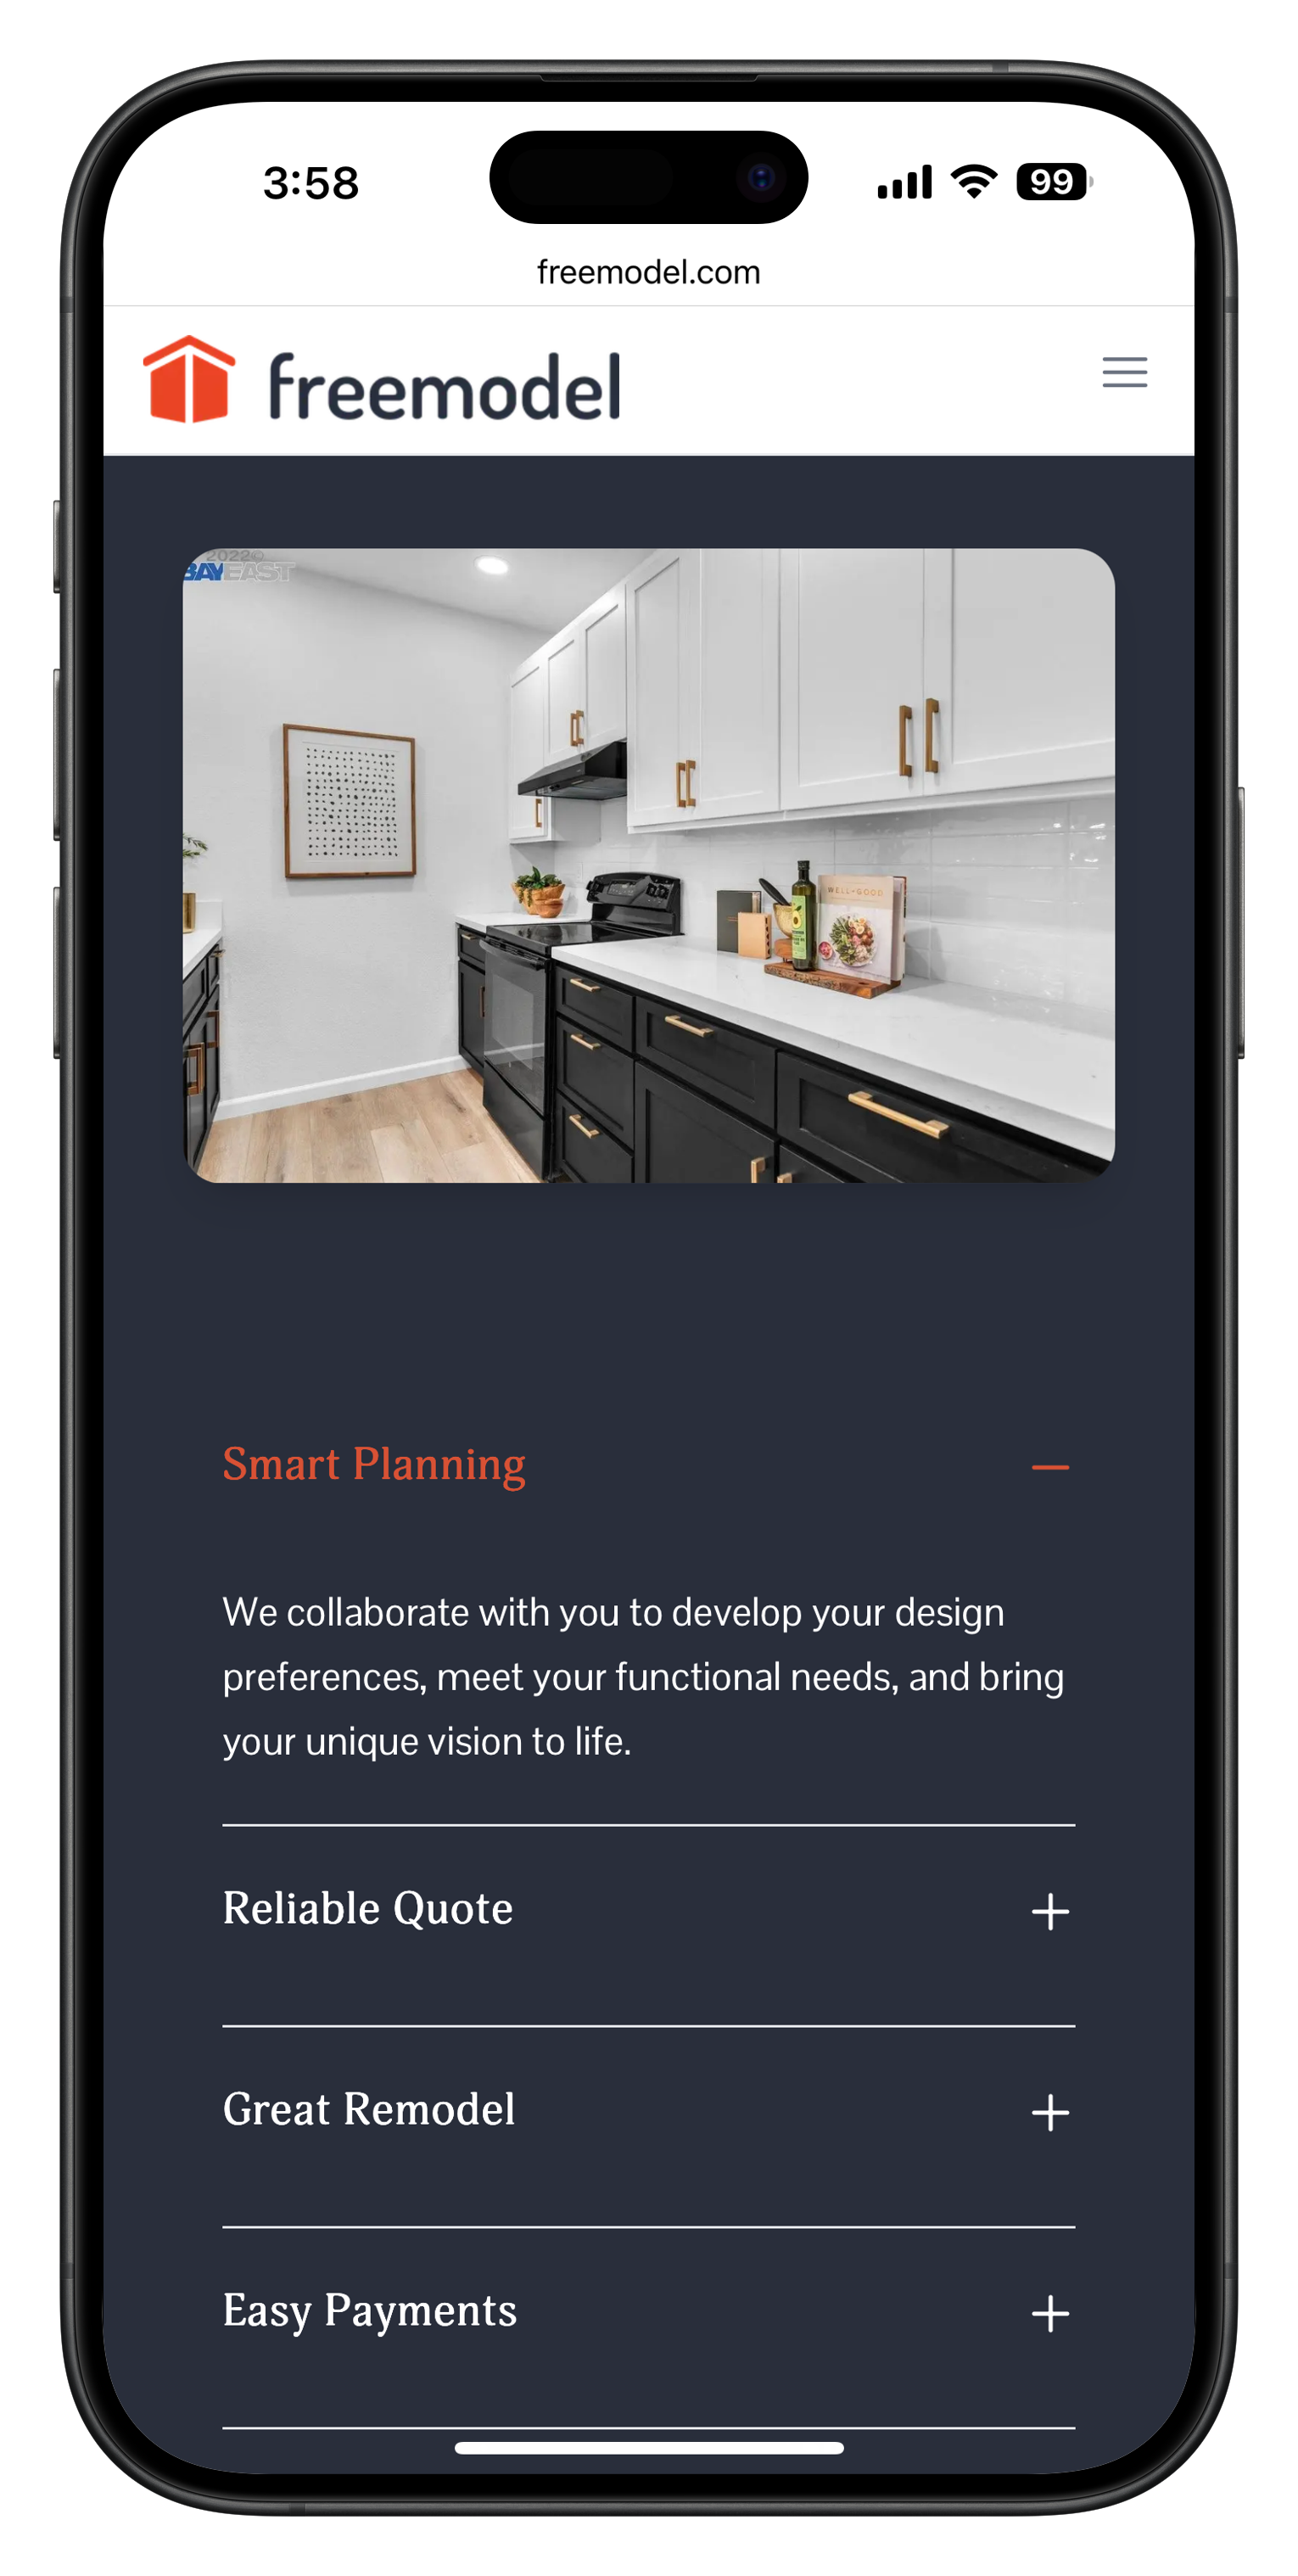 3:58
99
freemodel.com
freemodel
2022©
BAYEAST
WELL+GOOD
Smart Planning
We collaborate with you to develop your design
preferences, meet your functional needs, and bring
your unique vision to life.
Reliable Quote
Great Remodel
Easy Payments